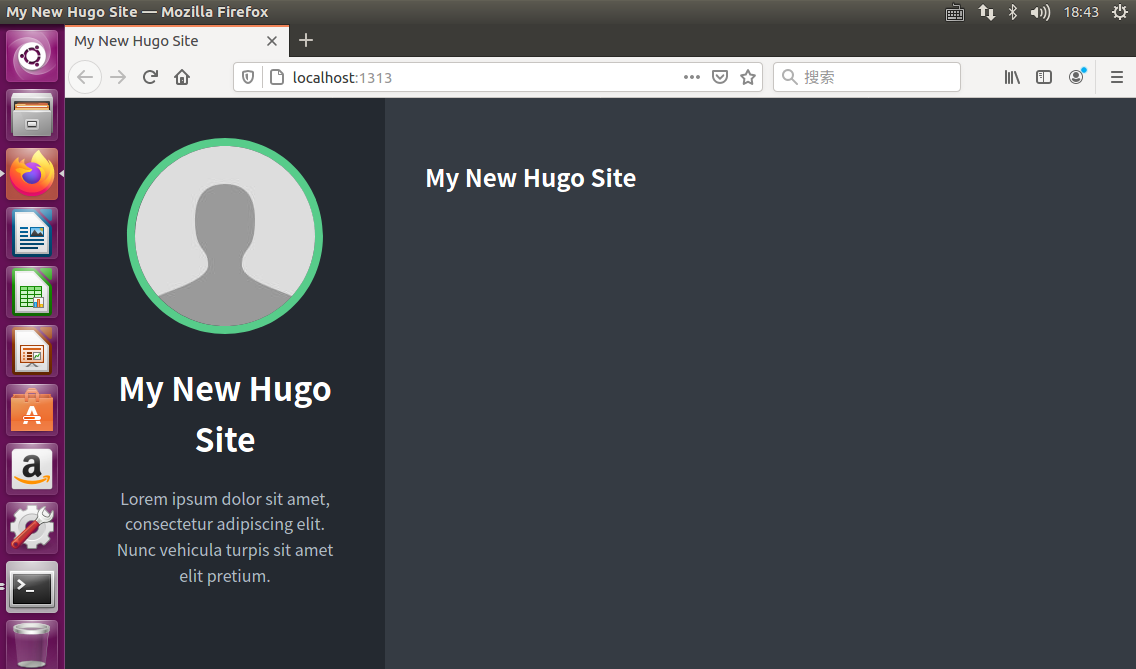 My New Hugo Site — Mozilla Firefox
18:43
My New Hugo Site
localhost:1313
搜索
My New Hugo Site
My New Hugo
Site
Lorem ipsum dolor sit amet,
consectetur adipiscing elit.
Nunc vehicula turpis sit amet
elit pretium.